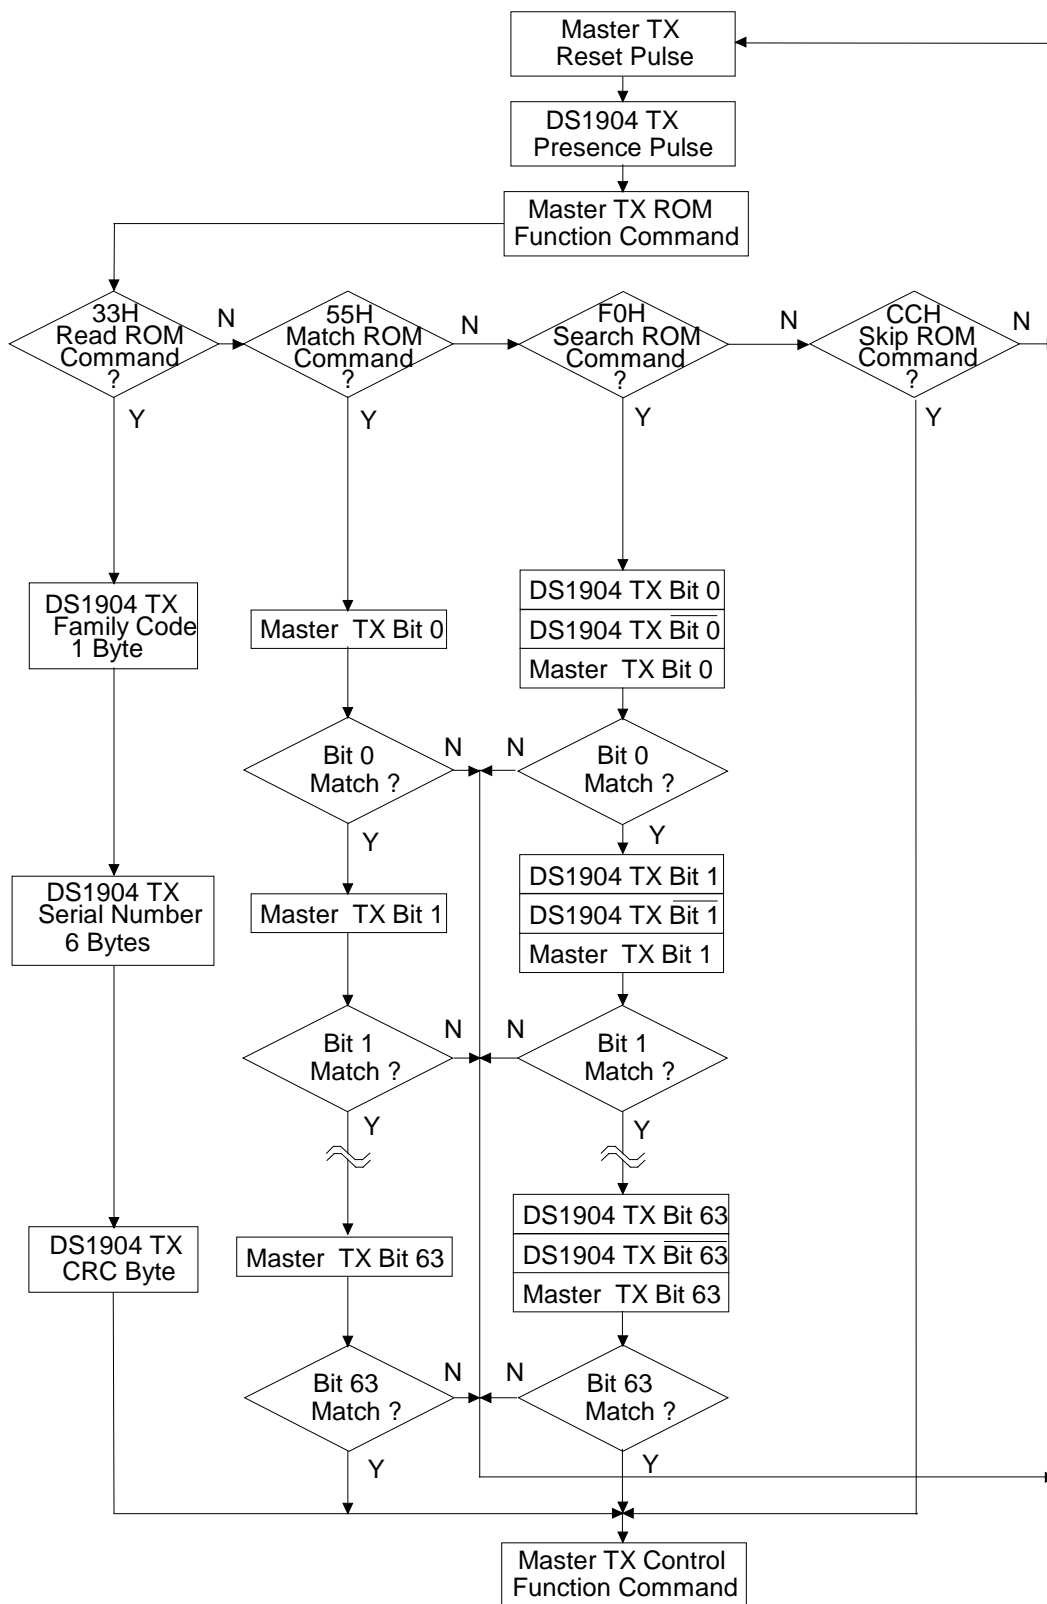 Master TX
Reset Pulse
DS1904 TX
Presence Pulse
Master TX ROM
Function Command
33H
Read ROM
Command
?
N
Y
55H
Match ROM
Command
?
N
Y
F0H
Search ROM
Command
?
N
Y
CCH
Skip ROM
Command
?
N
Y
DS1904 TX
Family Code
1 Byte
DS1904 TX
Serial Number
6 Bytes
DS1904 TX
CRC Byte
Master TX Bit 0
Bit 0
Match ?
N
Y
Master TX Bit 1
Bit 1
Match ?
N
Y
Master TX Bit 63
Bit 63
Match ?
N
Y
DS1904 TX Bit 0
DS1904 TX B̅i̅t̅ ̅0̅
Master TX Bit 0
Bit 0
Match ?
N
Y
DS1904 TX Bit 1
DS1904 TX B̅i̅t̅ ̅1̅
Master TX Bit 1
Bit 1
Match ?
N
Y
DS1904 TX Bit 63
DS1904 TX B̅i̅t̅ ̅6̅3̅
Master TX Bit 63
Bit 63
Match ?
N
Y
Master TX Control
Function Command